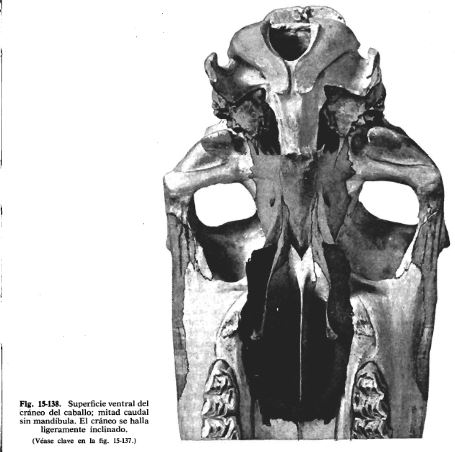 Fig. 15-138. Superficie ventral del
cráneo del caballo; mitad caudal
sin mandíbula. El cráneo se halla
ligeramente inclinado.
(Véase clave en la fig. 15-137.)